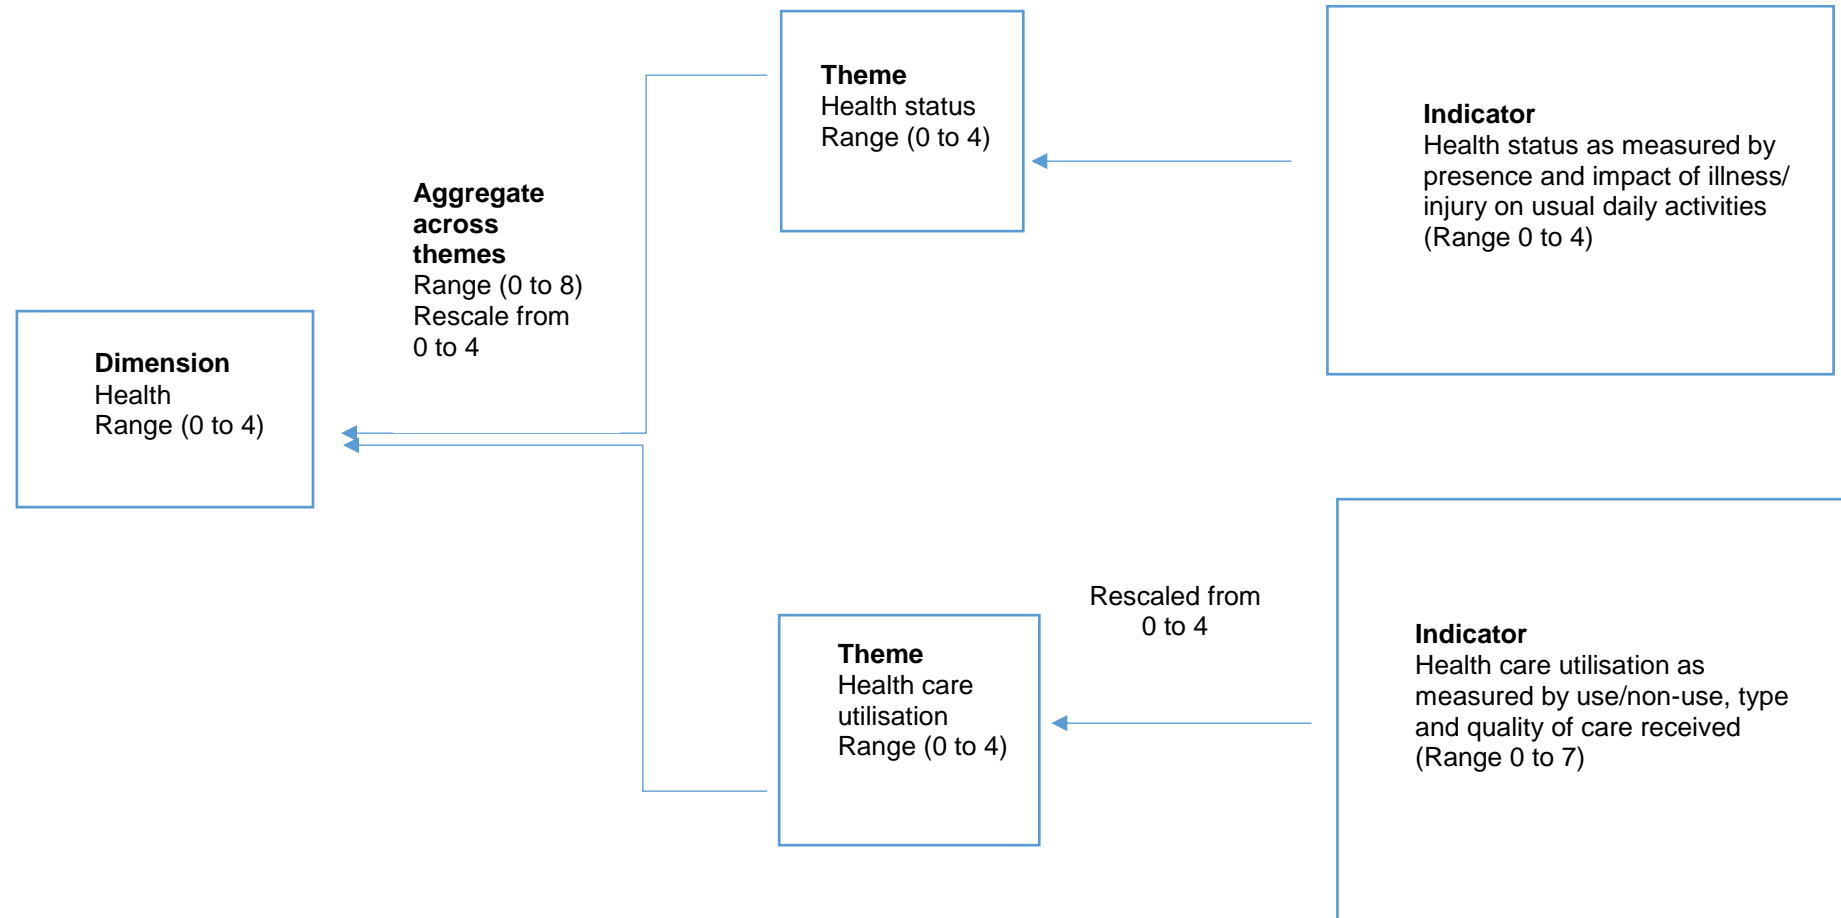 Theme
Health status
Range (0 to 4)
Indicator
Health status as measured by
presence and impact of illness/
injury on usual daily activities
(Range 0 to 4)
Aggregate
across
themes
Range (0 to 8)
Rescale from
0 to 4
Dimension
Health
Range (0 to 4)
Rescaled from
0 to 4
Theme
Health care
utilisation
Range (0 to 4)
Indicator
Health care utilisation as
measured by use/non-use, type
and quality of care received
(Range 0 to 7)